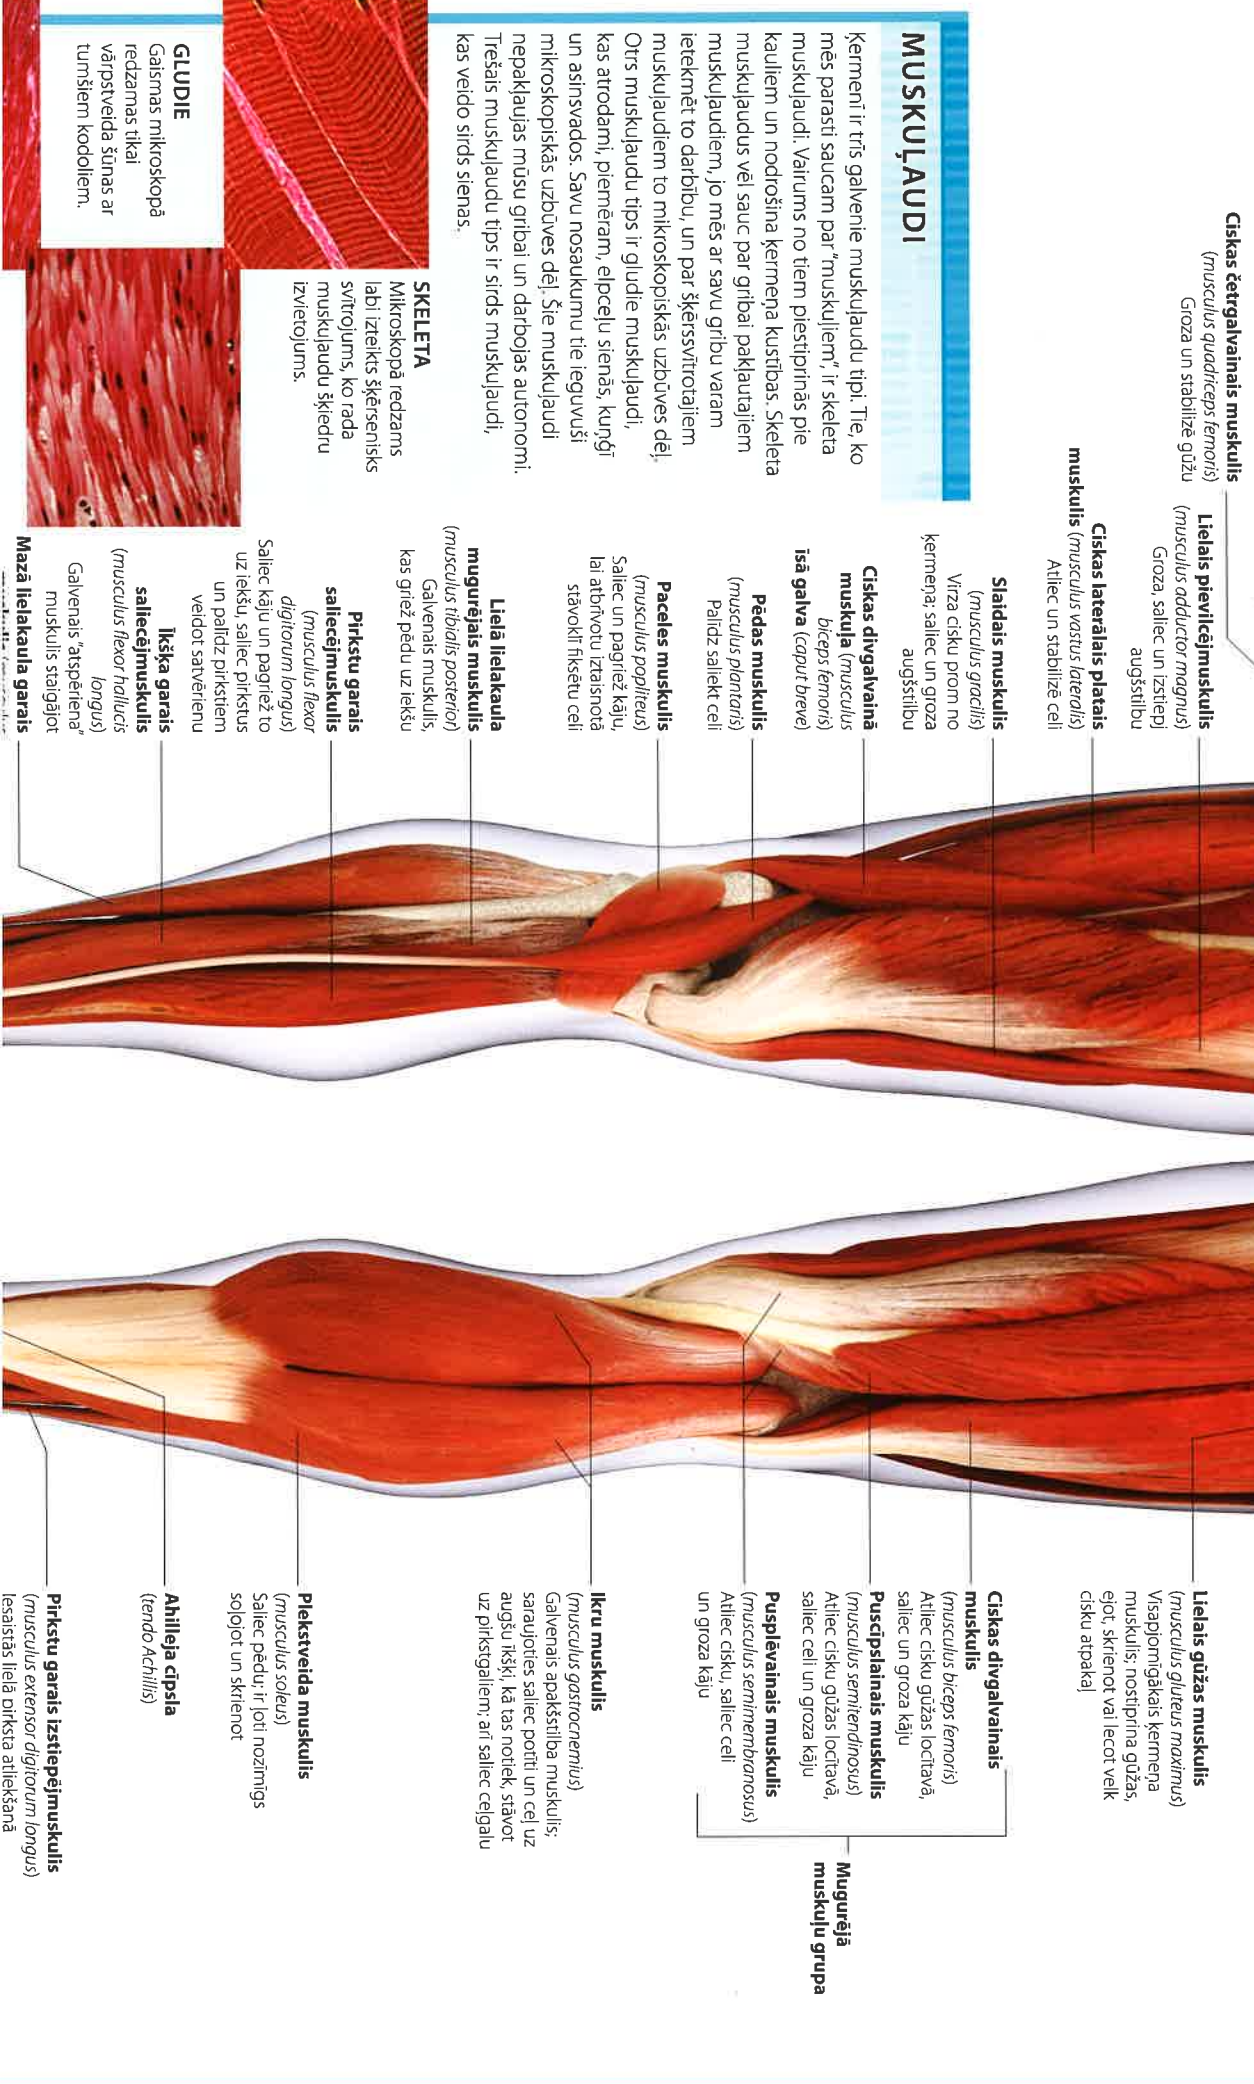 MUSKUĻAUDI
Ķermenī ir trīs galvenie muskuļaudu tipi. Tie, ko
mēs parasti saucam par "muskuļiem", ir skeleta
muskuļaudi. Vairums no tiem piestiprinās pie
kauliem un nodrošina ķermeņa kustības. Skeleta
muskuļaudus vēl sauc par gribai pakļautajiem
muskuļaudiem, jo mēs ar savu gribu varam
ietekmēt to darbību, un par šķērssvītrotajiem
muskuļaudiem to mikroskopiskās uzbūves dēļ.
Otrs muskuļaudu tips ir gludie muskuļaudi,
kas atrodami, piemēram, elpceļu sienās, kuņģī
un asinsvados. Savu nosaukumu tie ieguvuši
mikroskopiskās uzbūves dēļ. Šie muskuļaudi
nepakļaujas mūsu gribai un darbojas autonomi.
Trešais muskuļaudu tips ir sirds muskuļaudi,
kas veido sirds sienas.
SKELETA
Mikroskopā redzams
labi izteikts šķērsenisks
svītrojums, ko rada
muskuļaudu šķiedru
izvietojums.
GLUDIE
Gaismas mikroskopā
redzamas tikai
vārpstveida šūnas ar
tumšiem kodoliem.
Ciskas četrgalvainais muskulis
(musculus quadriceps femoris)
Groza un stabilizē gūžu
Lielais pievilcējmuskulis
(musculus adductor magnus)
Groza, saliec un izstiepj
augšstilbu
Ciskas laterālais platais
muskulis (musculus vastus lateralis)
Atliec un stabilizē celi
Slaidais muskulis
(musculus gracilis)
Virza cisku prom no
ķermeņa; saliec un groza
augšstilbu
Ciskas divgalvainā
muskuļa (musculus
biceps femoris)
īsā galva (caput breve)
Pēdas muskulis
(musculus plantaris)
Palīdz saliekt celi
Paceles muskulis
(musculus popliteus)
Saliec un pagriež kāju,
lai atbrīvotu iztaisnotā
stāvoklī fiksētu celi
Lielā lielakaula
mugurējais muskulis
(musculus tibialis posterior)
Galvenais muskulis,
kas griež pēdu uz iekšu
Pirkstu garais
saliecējmuskulis
(musculus flexor
digitorum longus)
Saliec kāju un pagriež to
uz iekšu, saliec pirkstus
un palīdz pirkstiem
veidot satvērienu
Īkšķa garais
saliecējmuskulis
(musculus flexor hallucis
longus)
Galvenais "atspēriena"
muskulis staigājot
Mazā lielakaula garais
Lielais gūžas muskulis
(musculus gluteus maximus)
Visapjomīgākais ķermeņa
muskulis; nostiprina gūžas,
ejot, skrienot vai lecot velk
cisku atpakaļ
Ciskas divgalvainais
muskulis
(musculus biceps femoris)
Atliec cisku gūžas locītavā,
saliec un groza kāju
Puscīpslainais muskulis
(musculus semitendinosus)
Atliec cisku gūžas locītavā,
saliec celi un groza kāju
Pusplēvainais muskulis
(musculus semimembranosus)
Atliec cisku, saliec celi
un groza kāju
Mugurējā
muskuļu grupa
Ikru muskulis
(musculus gastrocnemius)
Galvenais apakšstilba muskulis;
saraujoties saliec potīti un ceļ uz
augšu īkšķi, kā tas notiek, stāvot
uz pirkstgaliem; arī saliec ceļgalu
Plekstveida muskulis
(musculus soleus)
Saliec pēdu; ir ļoti nozīmīgs
soļojot un skrienot
Ahilleja cīpsla
(tendo Achillis)
Pirkstu garais izstiepējmuskulis
(musculus extensor digitorum longus)
Iesaistās lielā pirksta atliekšanā